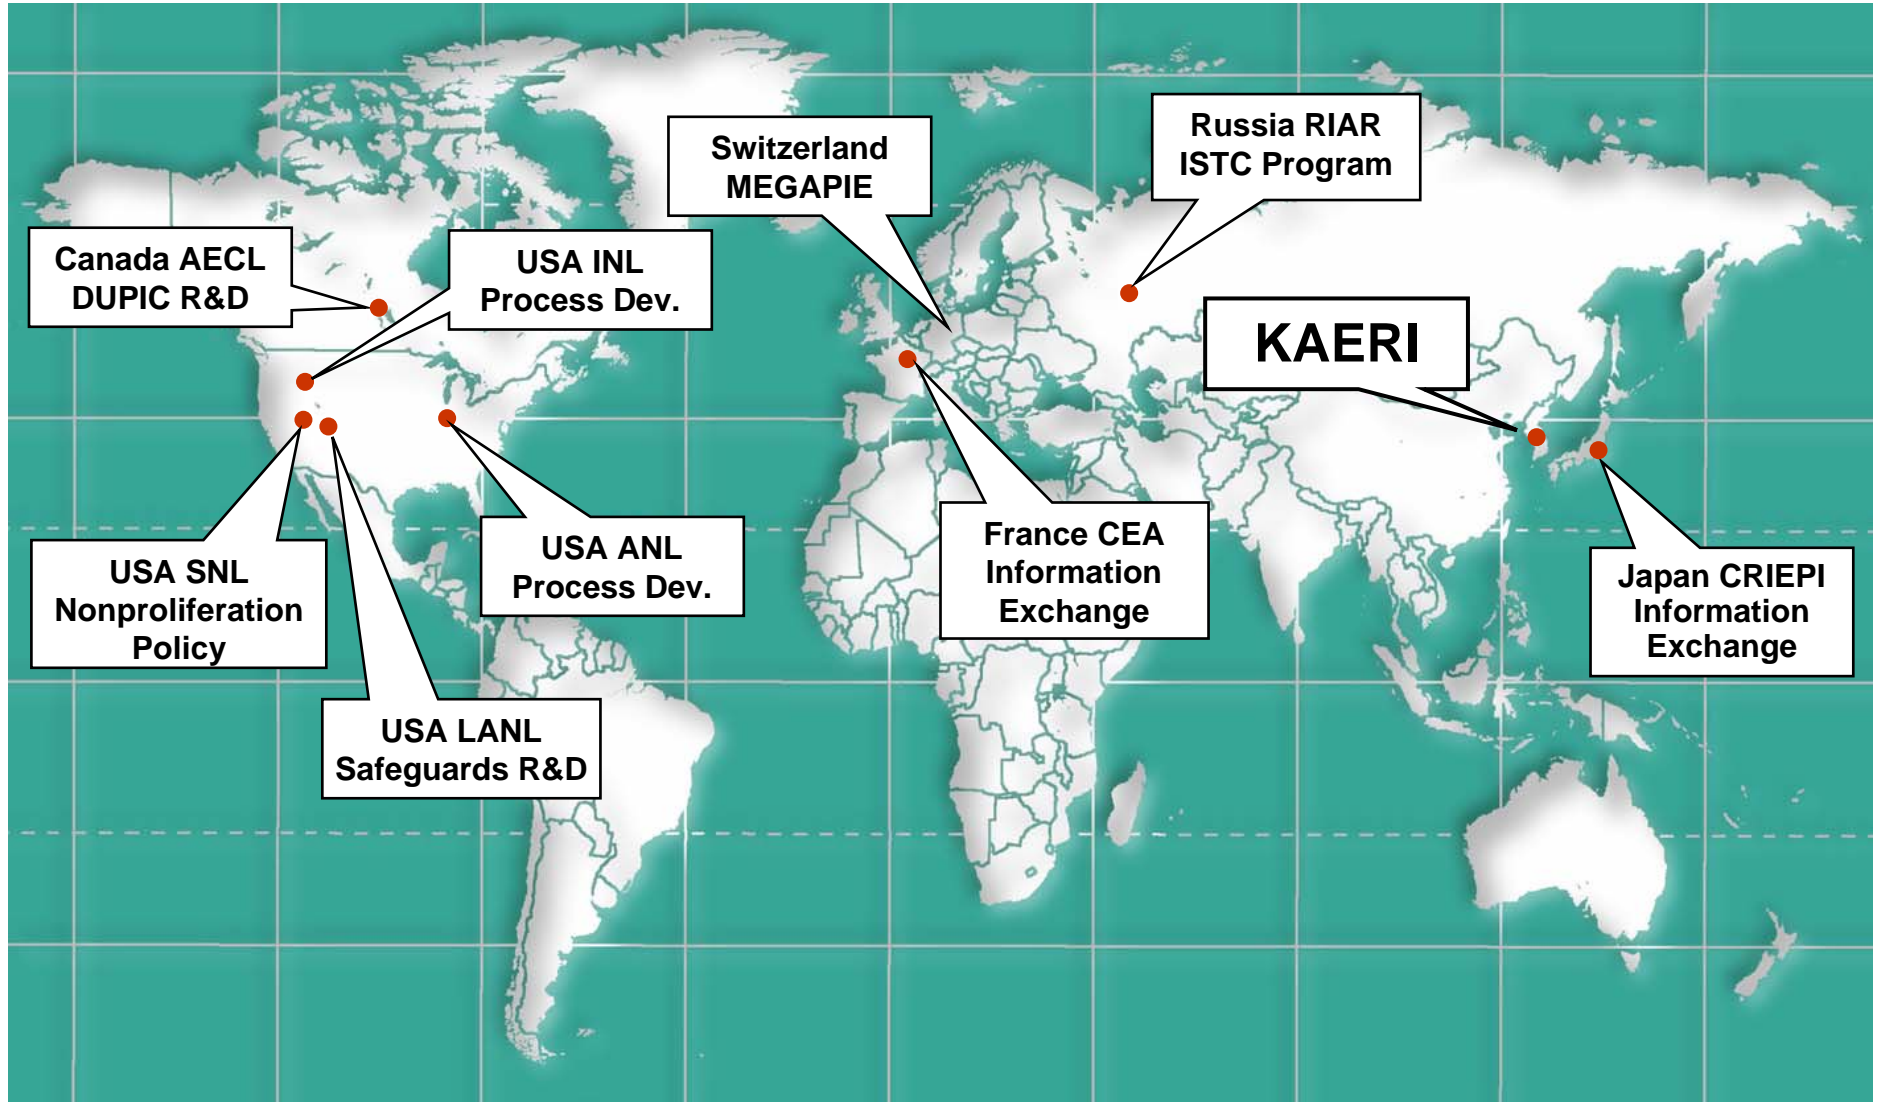 Russia RIAR
ISTC Program
Switzerland
MEGAPIE
Canada AECL
DUPIC R&D
USA INL
Process Dev.
KAERI
USA SNL
Nonproliferation
Policy
USA ANL
Process Dev.
France CEA
Information
Exchange
Japan CRIEPI
Information
Exchange
USA LANL
Safeguards R&D